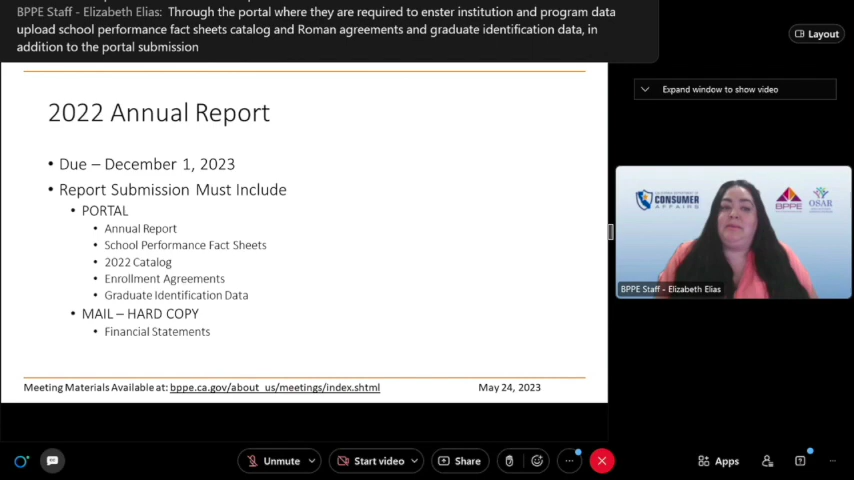 BPPE Staff - Elizabeth Elias: Through the portal where they are required to enster institution and program data
upload school performance fact sheets catalog and Roman agreements and graduate identification data, in
addition to the portal submission
Layout
Expand window to show video
2022 Annual Report
• Due – December 1, 2023
• Report Submission Must Include
• PORTAL
• Annual Report
• School Performance Fact Sheets
• 2022 Catalog
• Enrollment Agreements
• Graduate Identification Data
• MAIL – HARD COPY
• Financial Statements
Meeting Materials Available at: bppe.ca.gov/about_us/meetings/index.shtml
May 24, 2023
CONSUMER
AFFAIRS
BPPE
OSAR
BPPE Staff - Elizabeth Elias
Unmute
Start video
Share
Apps